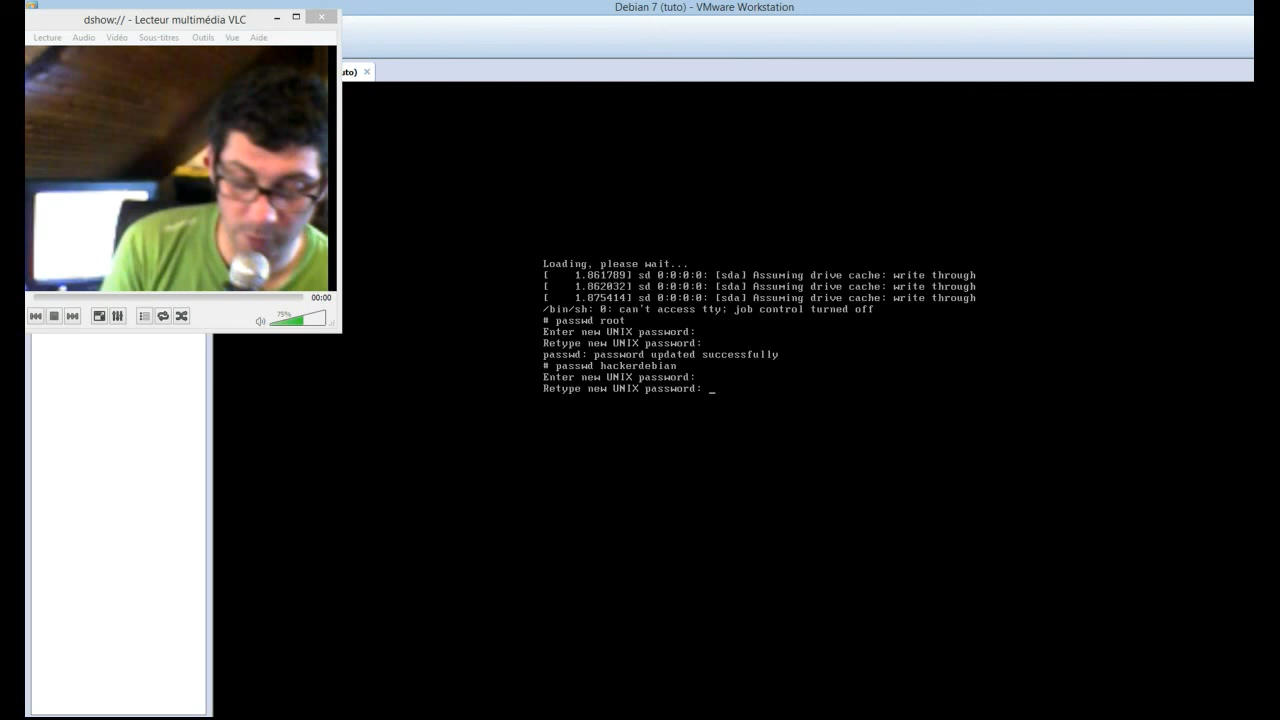 Debian 7 (tuto) - VMware Workstation
dshow:// - Lecteur multimédia VLC
Lecture Audio Vidéo Sous-titres Outils Vue Aide
uto)
00:00
75%
Loading, please wait...
[    1.861789] sd 0:0:0:0: [sda] Assuming drive cache: write through
[    1.862032] sd 0:0:0:0: [sda] Assuming drive cache: write through
[    1.875414] sd 0:0:0:0: [sda] Assuming drive cache: write through
/bin/sh: 0: can't access tty; job control turned off
# passwd root
Enter new UNIX password:
Retype new UNIX password:
passwd: password updated successfully
# passwd hackerdebian
Enter new UNIX password:
Retype new UNIX password: _